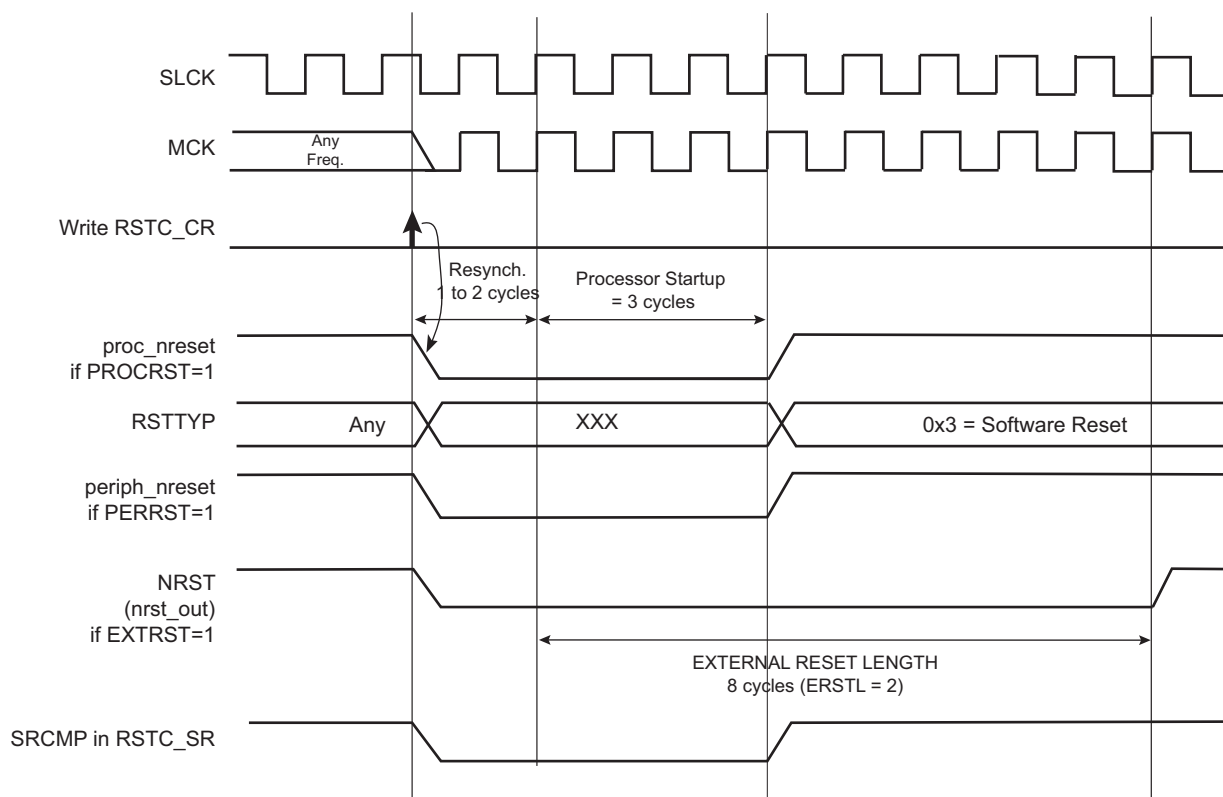 SLCK
MCK
Any
Freq.
Write RSTC_CR
Resynch.
1 to 2 cycles
Processor Startup
= 3 cycles
proc_nreset
if PROCRST=1
RSTTYP
Any
XXX
0x3 = Software Reset
periph_nreset
if PERRST=1
NRST
(nrst_out)
if EXTRST=1
EXTERNAL RESET LENGTH
8 cycles (ERSTL = 2)
SRCMP in RSTC_SR